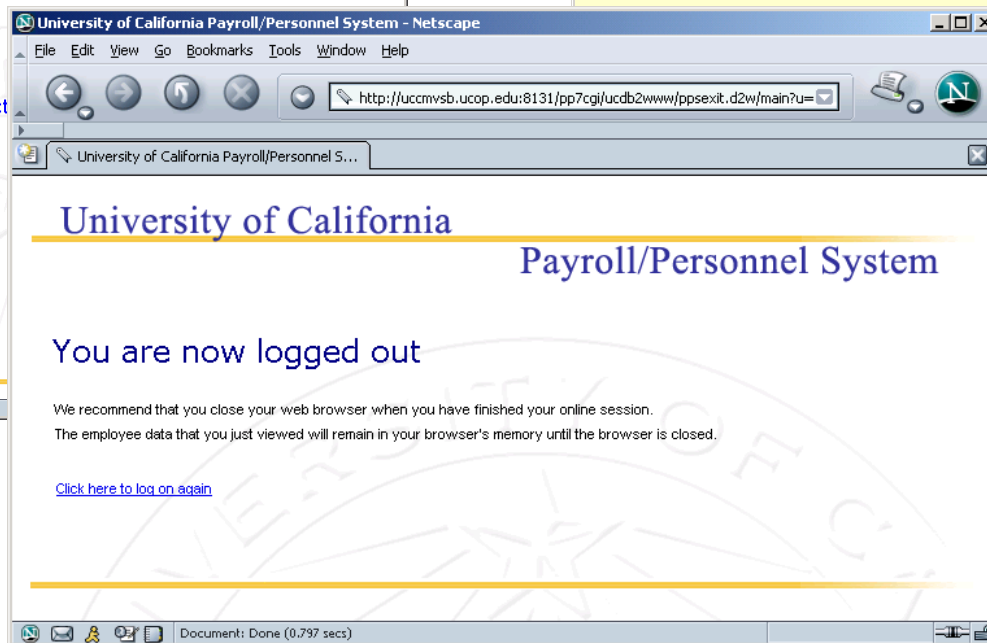 University of California Payroll/Personnel System - Netscape
File Edit View Go Bookmarks Tools Window Help
http://uccmvsb.ucop.edu:8131/pp7cgi/ucdb2www/ppsexit.d2w/main?u=
N
University of California Payroll/Personnel S...
University of California
Payroll/Personnel System
You are now logged out
We recommend that you close your web browser when you have finished your online session.
The employee data that you just viewed will remain in your browser's memory until the browser is closed.
Click here to log on again
ERSITY OF C
Document: Done (0.797 secs)